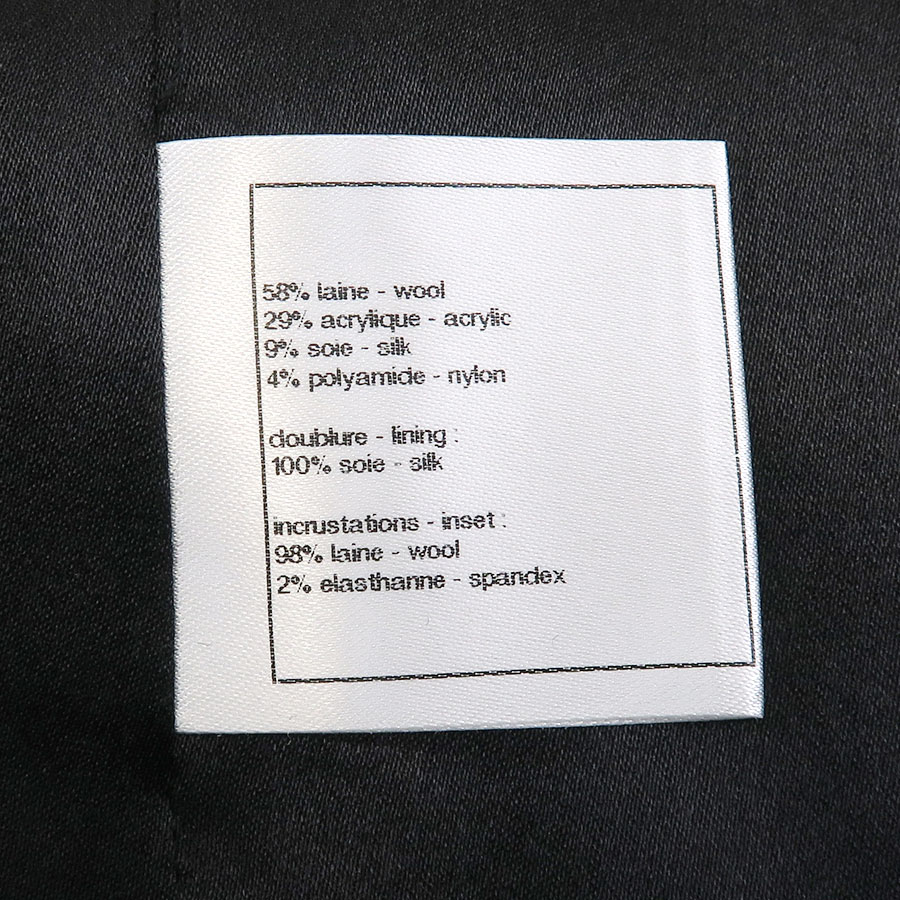 58% laine - wool
29% acrylique - acrylic
9% soie - silk
4% polyamide - nylon
doublure - lining :
100% soie - silk
incrustations - inset :
98% laine - wool
2% elasthanne - spandex